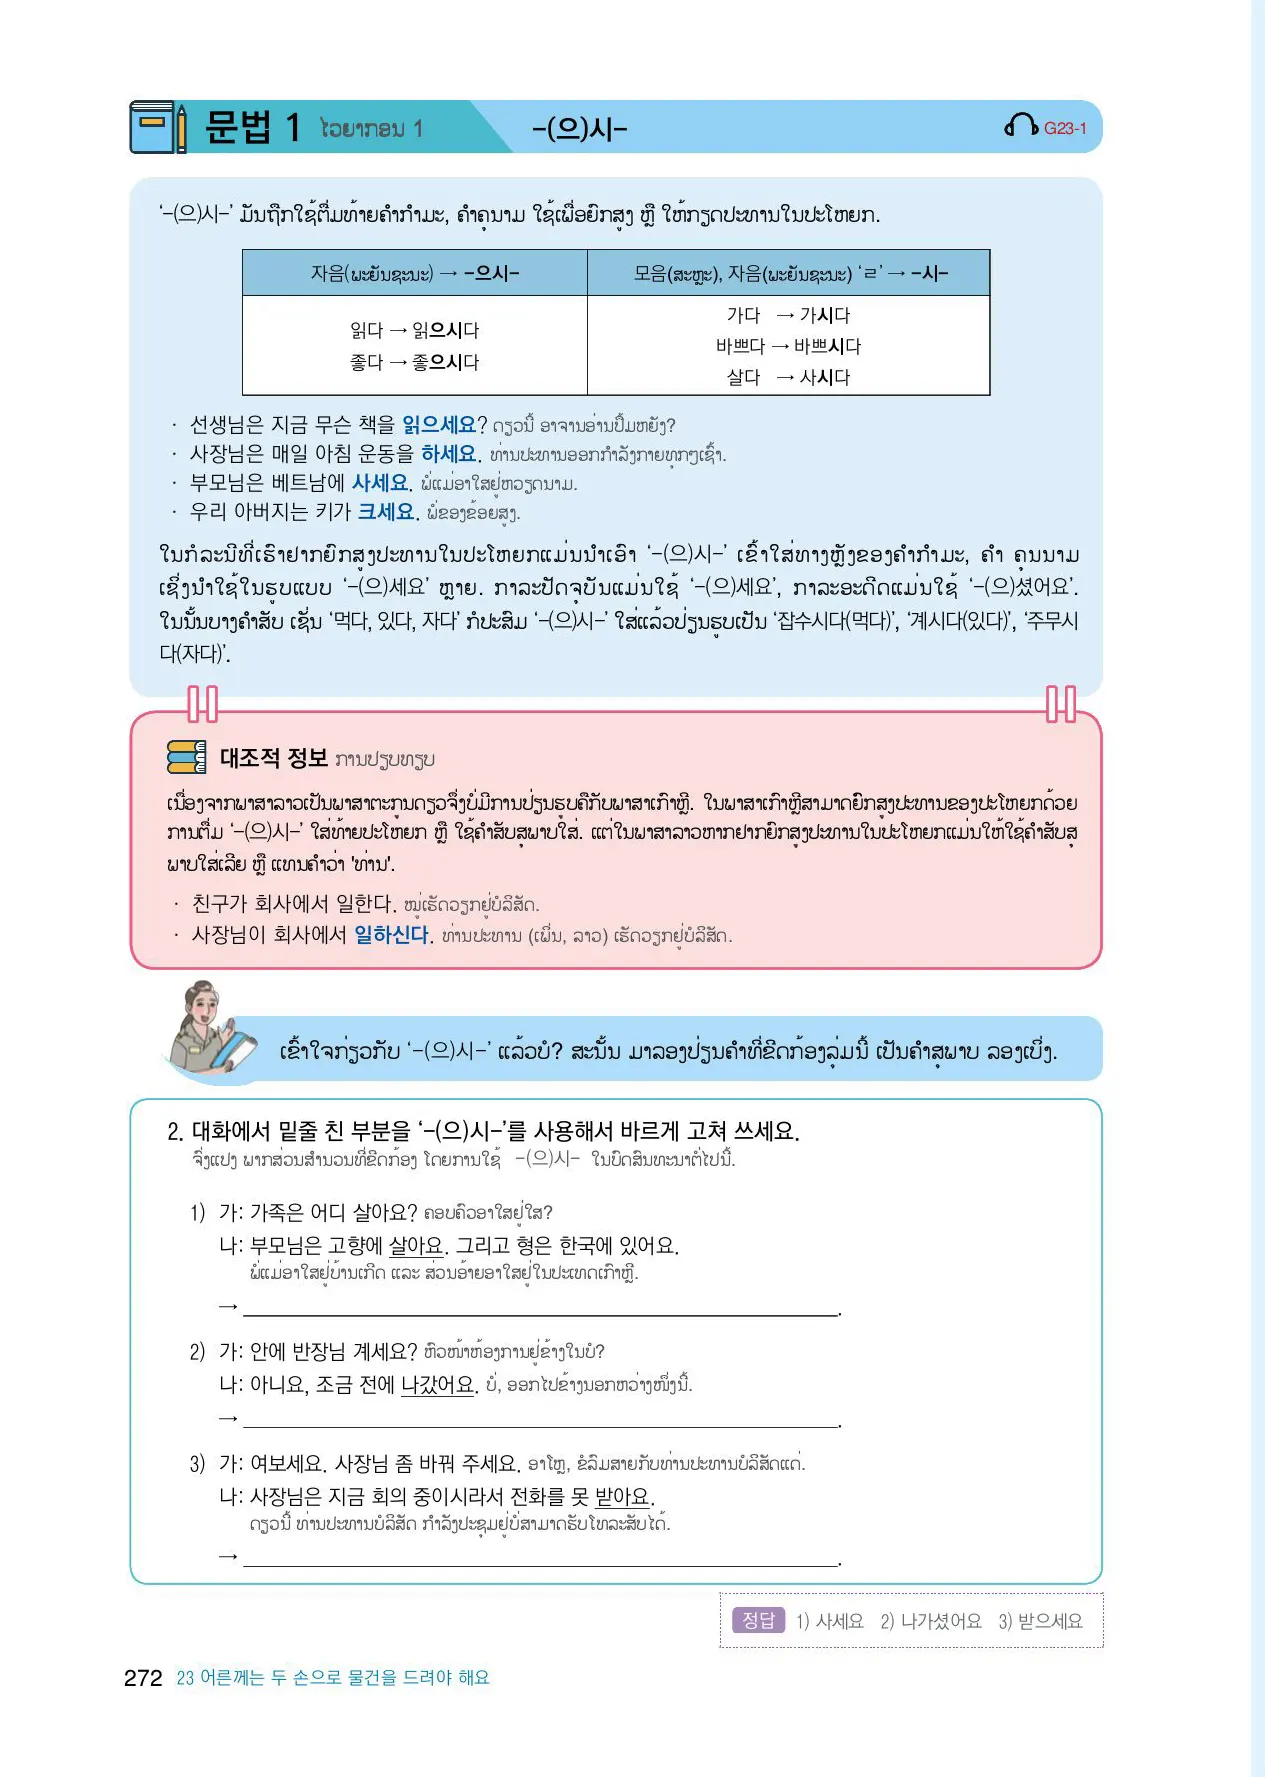 문법 1 ໄວຍາກອນ 1 -(으)시- G23-1
‘-(으)시-’ ມັນຖືກໃຊ້ຕື່ມທ້າຍຄຳກຳມະ, ຄຳຄຸນາມ ໃຊ້ເພື່ອຍົກສູງ ຫຼື ໃຫ້ກຽດປະທານໃນປະໂຫຍກ.
자음(ພະຍັນຊະນະ) → -으시- 모음(ສະຫຼະ), 자음(ພະຍັນຊະນະ) ‘ㄹ’ → -시-
읽다 → 읽으시다
좋다 → 좋으시다
가다 → 가시다
바쁘다 → 바쁘시다
살다 → 사시다
· 선생님은 지금 무슨 책을 읽으세요? ດຽວນີ້ ອາຈານອ່ານປຶ້ມຫຍັງ?
· 사장님은 매일 아침 운동을 하세요. ທ່ານປະທານອອກກຳລັງກາຍທຸກໆເຊົ້າ.
· 부모님은 베트남에 사세요. ພໍ່ແມ່ອາໃສຢູ່ຫວຽດນາມ.
· 우리 아버지는 키가 크세요. ພໍ່ຂອງຂ້ອຍສູງ.
ໃນກໍລະນີທີ່ເຮົາຢາກຍົກສູງປະທານໃນປະໂຫຍກແມ່ນນຳເອົາ ‘-(으)시-’ ເຂົ້າໃສ່ທາງຫຼັງຂອງຄຳກຳມະ, ຄຳ ຄຸນນາມ
ເຊິ່ງນຳໃຊ້ໃນຮູບແບບ ‘-(으)세요’ ຫຼາຍ. ກາລະປັດຈຸບັນແມ່ນໃຊ້ ‘-(으)세요’, ກາລະອະດີດແມ່ນໃຊ້ ‘-(으)셨어요’.
ໃນນັ້ນບາງຄຳສັບ ເຊັ່ນ ‘먹다, 있다, 자다’ ກໍປະສົມ ‘-(으)시-’ ໃສ່ແລ້ວປ່ຽນຮູບເປັນ ‘잡수시다(먹다)’, ‘계시다(있다)’, ‘주무시
다(자다)’.
대조적 정보 ການປຽບທຽບ
ເນື່ອງຈາກພາສາລາວເປັນພາສາຕະກູນດຽວຈຶ່ງບໍ່ມີການປ່ຽນຮູບຄືກັບພາສາເກົາຫຼີ. ໃນພາສາເກົາຫຼີສາມາດຍົກສູງປະທານຂອງປະໂຫຍກດ້ວຍ
ການຕື່ມ ‘-(으)시-’ ໃສ່ທ້າຍປະໂຫຍກ ຫຼື ໃຊ້ຄຳສັບສຸພາບໃສ່. ແຕ່ໃນພາສາລາວຫາກຢາກຍົກສູງປະທານໃນປະໂຫຍກແມ່ນໃຫ້ໃຊ້ຄຳສັບສຸ
ພາບໃສ່ເລີຍ ຫຼື ແທນຄຳວ່າ 'ທ່ານ'.
· 친구가 회사에서 일한다. ໝູ່ເຮັດວຽກຢູ່ບໍລິສັດ.
· 사장님이 회사에서 일하신다. ທ່ານປະທານ (ເພິ່ນ, ລາວ) ເຮັດວຽກຢູ່ບໍລິສັດ.
ເຂົ້າໃຈກ່ຽວກັບ ‘-(으)시-’ ແລ້ວບໍ? ສະນັ້ນ ມາລອງປ່ຽນຄຳທີ່ຂີດກ້ອງລຸ່ມນີ້ ເປັນຄຳສຸພາບ ລອງເບິ່ງ.
2. 대화에서 밑줄 친 부분을 ‘-(으)시-’를 사용해서 바르게 고쳐 쓰세요.
ຈົ່ງແປງ ພາກສ່ວນສຳນວນທີ່ຂີດກ້ອງ ໂດຍການໃຊ້ -(으)시- ໃນບົດສົນທະນາຕໍ່ໄປນີ້.
1) 가: 가족은 어디 살아요? ຄອບຄົວອາໃສຢູ່ໃສ?
나: 부모님은 고향에 살아요. 그리고 형은 한국에 있어요.
ພໍ່ແມ່ອາໃສຢູ່ບ້ານເກີດ ແລະ ສ່ວນອ້າຍອາໃສຢູ່ໃນປະເທດເກົາຫຼີ.
→ .
2) 가: 안에 반장님 계세요? ຫົວໜ້າຫ້ອງການຢູ່ຂ້າງໃນບໍ?
나: 아니요, 조금 전에 나갔어요. ບໍ່, ອອກໄປຂ້າງນອກຫວ່າງໜຶ່ງນີ້.
→ .
3) 가: 여보세요. 사장님 좀 바꿔 주세요. ອາໂຫຼ, ຂໍລົມສາຍກັບທ່ານປະທານບໍລິສັດແດ່.
나: 사장님은 지금 회의 중이시라서 전화를 못 받아요.
ດຽວນີ້ ທ່ານປະທານບໍລິສັດ ກຳລັງປະຊຸມຢູ່ບໍ່ສາມາດຮັບໂທລະສັບໄດ້.
→ .
정답 1) 사세요 2) 나가셨어요 3) 받으세요
272 23 어른께는 두 손으로 물건을 드려야 해요